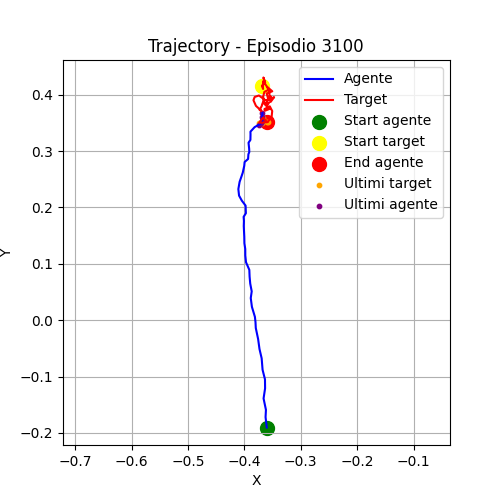 Trajectory - Episodio 3100
Agente
Target
Start agente
Start target
End agente
Ultimi target
Ultimi agente
0.4
0.3
0.2
0.1
0.0
−0.1
−0.2
Y
−0.7
−0.6
−0.5
−0.4
−0.3
−0.2
−0.1
X